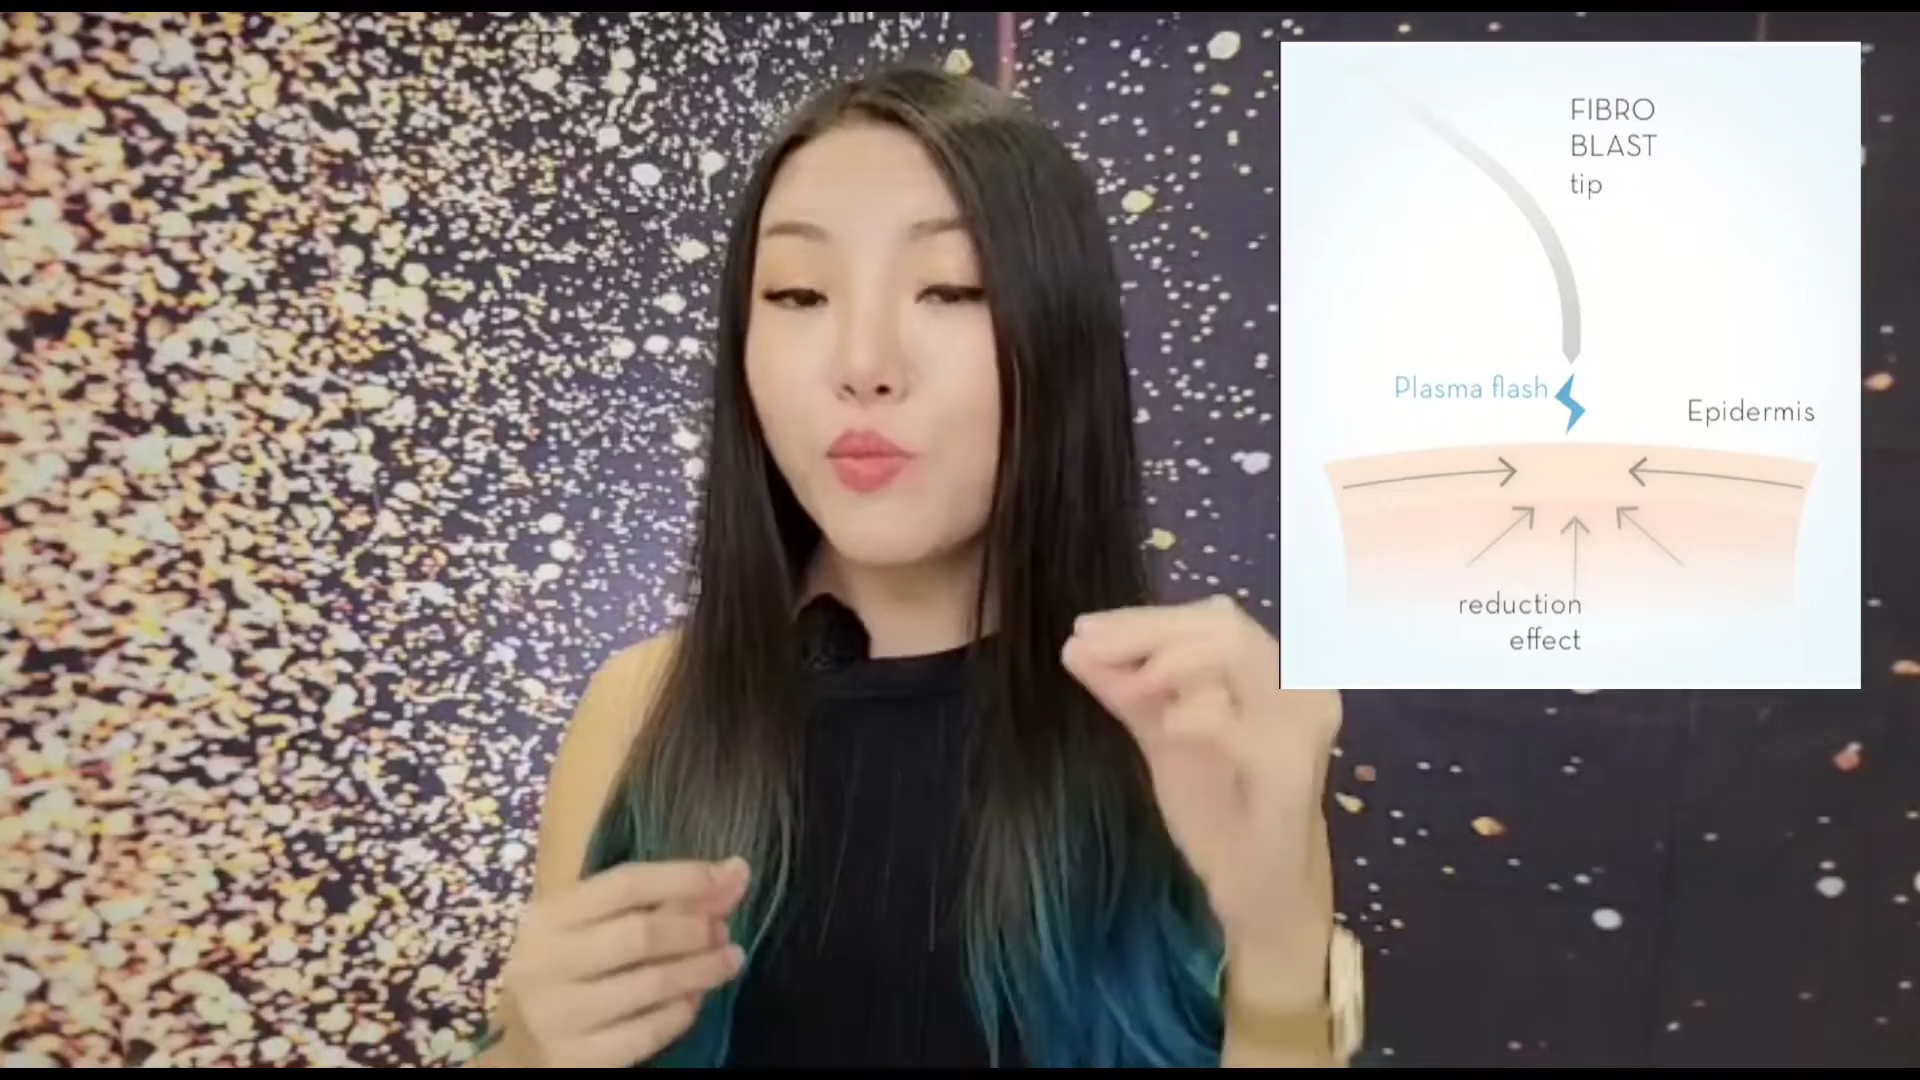 FIBRO
BLAST
tip
Plasma flash
Epidermis
reduction
effect